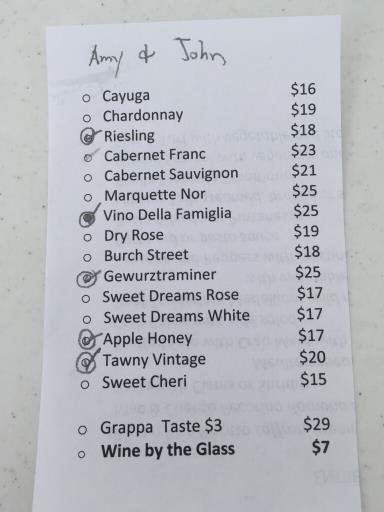 Amy & John
Cayuga $16
Chardonnay $19
Riesling $18
Cabernet Franc $23
Cabernet Sauvignon $21
Marquette Nor $25
Vino Della Famiglia $25
Dry Rose $19
Burch Street $18
Gewurztraminer $25
Sweet Dreams Rose $17
Sweet Dreams White $17
Apple Honey $17
Tawny Vintage $20
Sweet Cheri $15
Grappa Taste $3 $29
Wine by the Glass $7